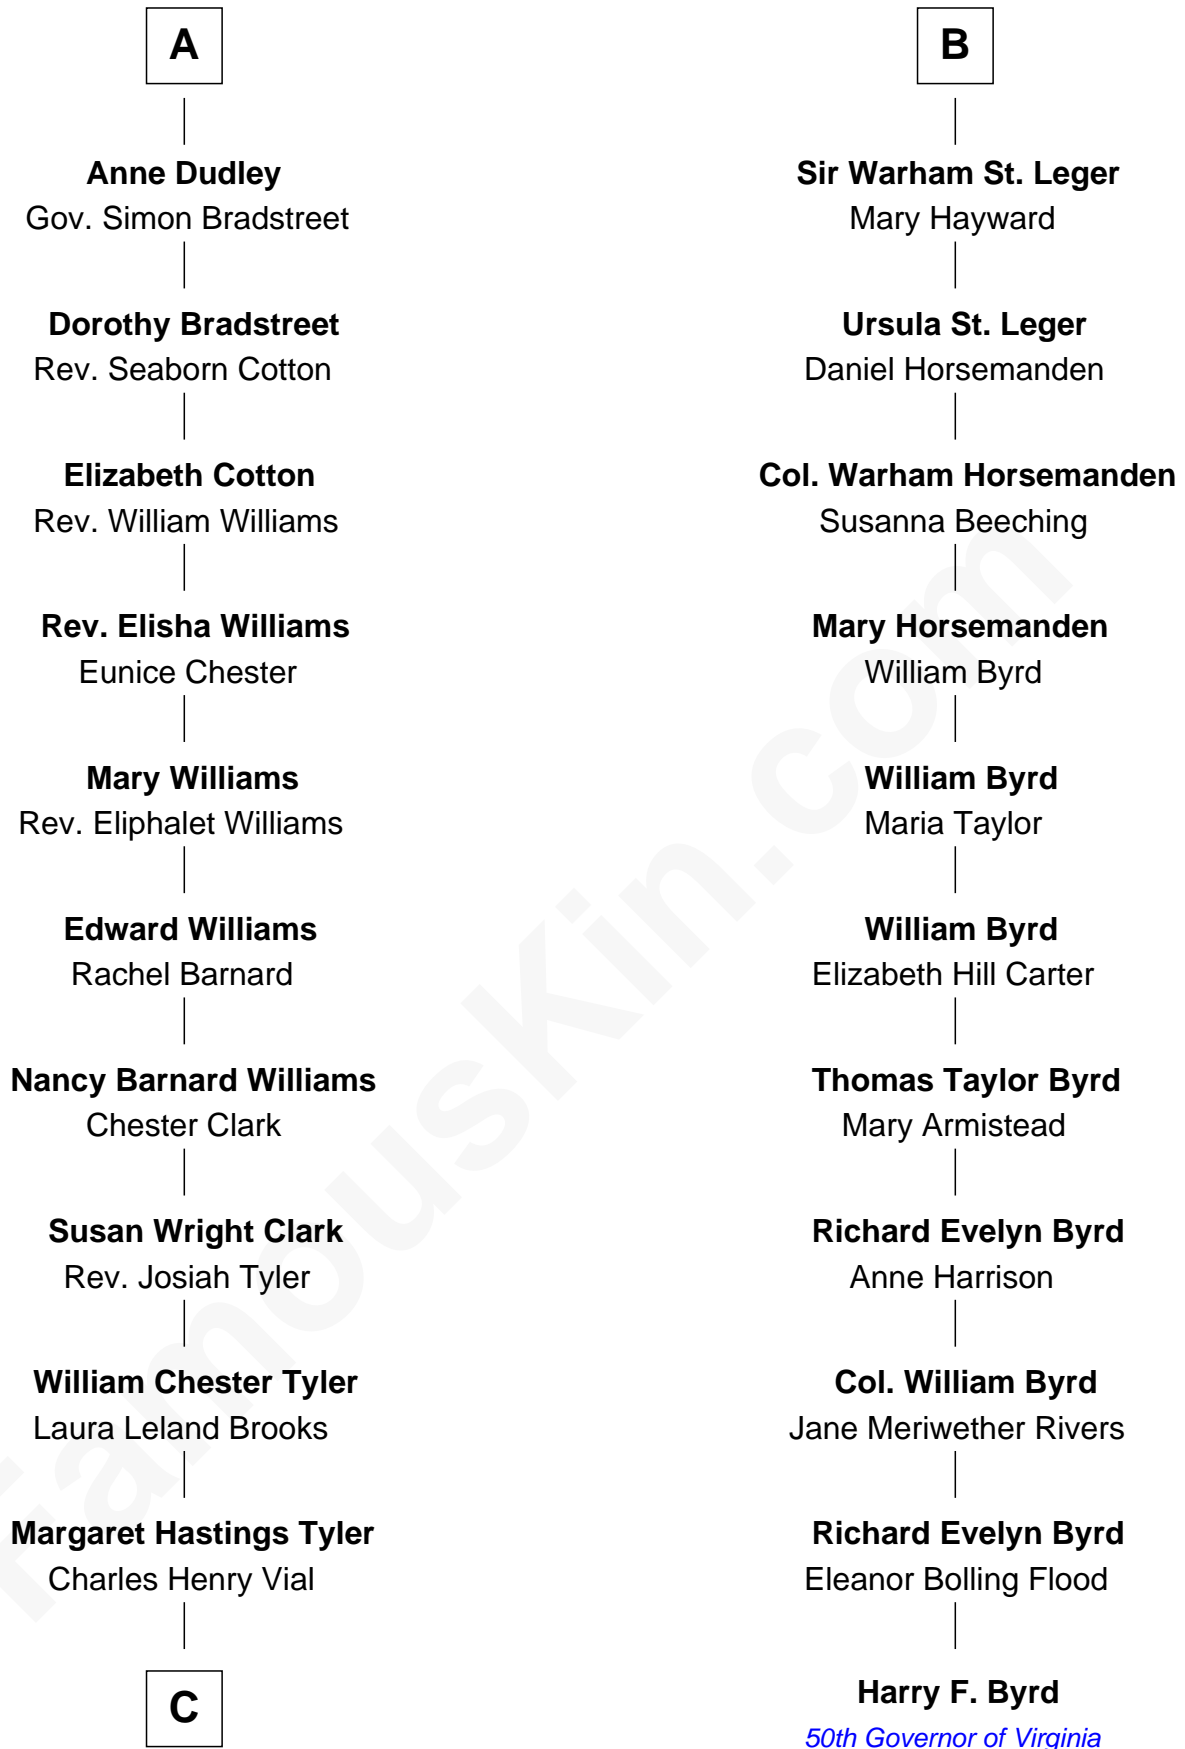 A
Anne Dudley
Gov. Simon Bradstreet
Dorothy Bradstreet
Rev. Seaborn Cotton
Elizabeth Cotton
Rev. William Williams
Rev. Elisha Williams
Eunice Chester
Mary Williams
Rev. Eliphalet Williams
Edward Williams
Rachel Barnard
Nancy Barnard Williams
Chester Clark
Susan Wright Clark
Rev. Josiah Tyler
William Chester Tyler
Laura Leland Brooks
Margaret Hastings Tyler
Charles Henry Vial
C
B
Sir Warham St. Leger
Mary Hayward
Ursula St. Leger
Daniel Horsemanden
Col. Warham Horsemanden
Susanna Beeching
Mary Horsemanden
William Byrd
William Byrd
Maria Taylor
William Byrd
Elizabeth Hill Carter
Thomas Taylor Byrd
Mary Armistead
Richard Evelyn Byrd
Anne Harrison
Col. William Byrd
Jane Meriwether Rivers
Richard Evelyn Byrd
Eleanor Bolling Flood
Harry F. Byrd
50th Governor of Virginia
FamousKin.com